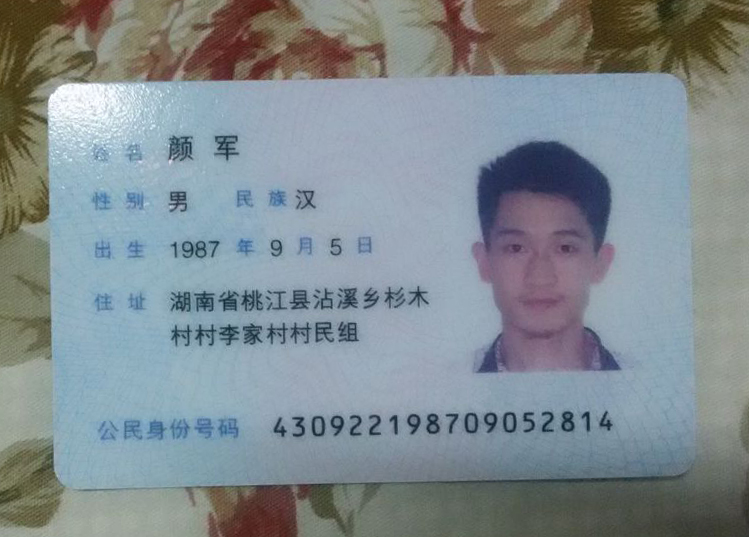 姓名 颜军
性别 男 民族 汉
出生 1987 年 9 月 5 日
住址 湖南省桃江县沾溪乡杉木
村村李家村村民组
公民身份号码 430922198709052814